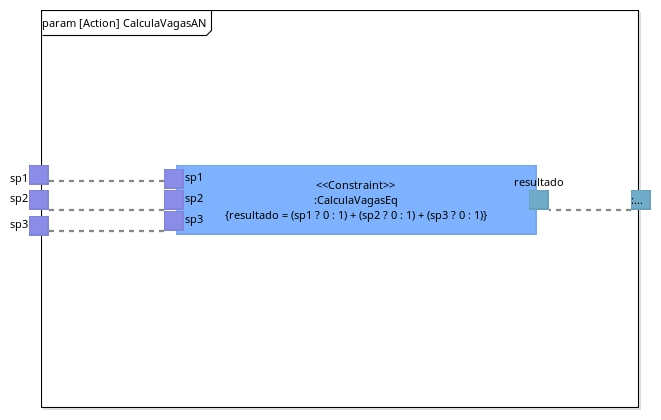 param [Action] CalculaVagasAN
sp1
sp2
sp3
sp1
sp2
sp3
<<Constraint>>
:CalculaVagasEq
{resultado = (sp1 ? 0 : 1) + (sp2 ? 0 : 1) + (sp3 ? 0 : 1)}
resultado
:...